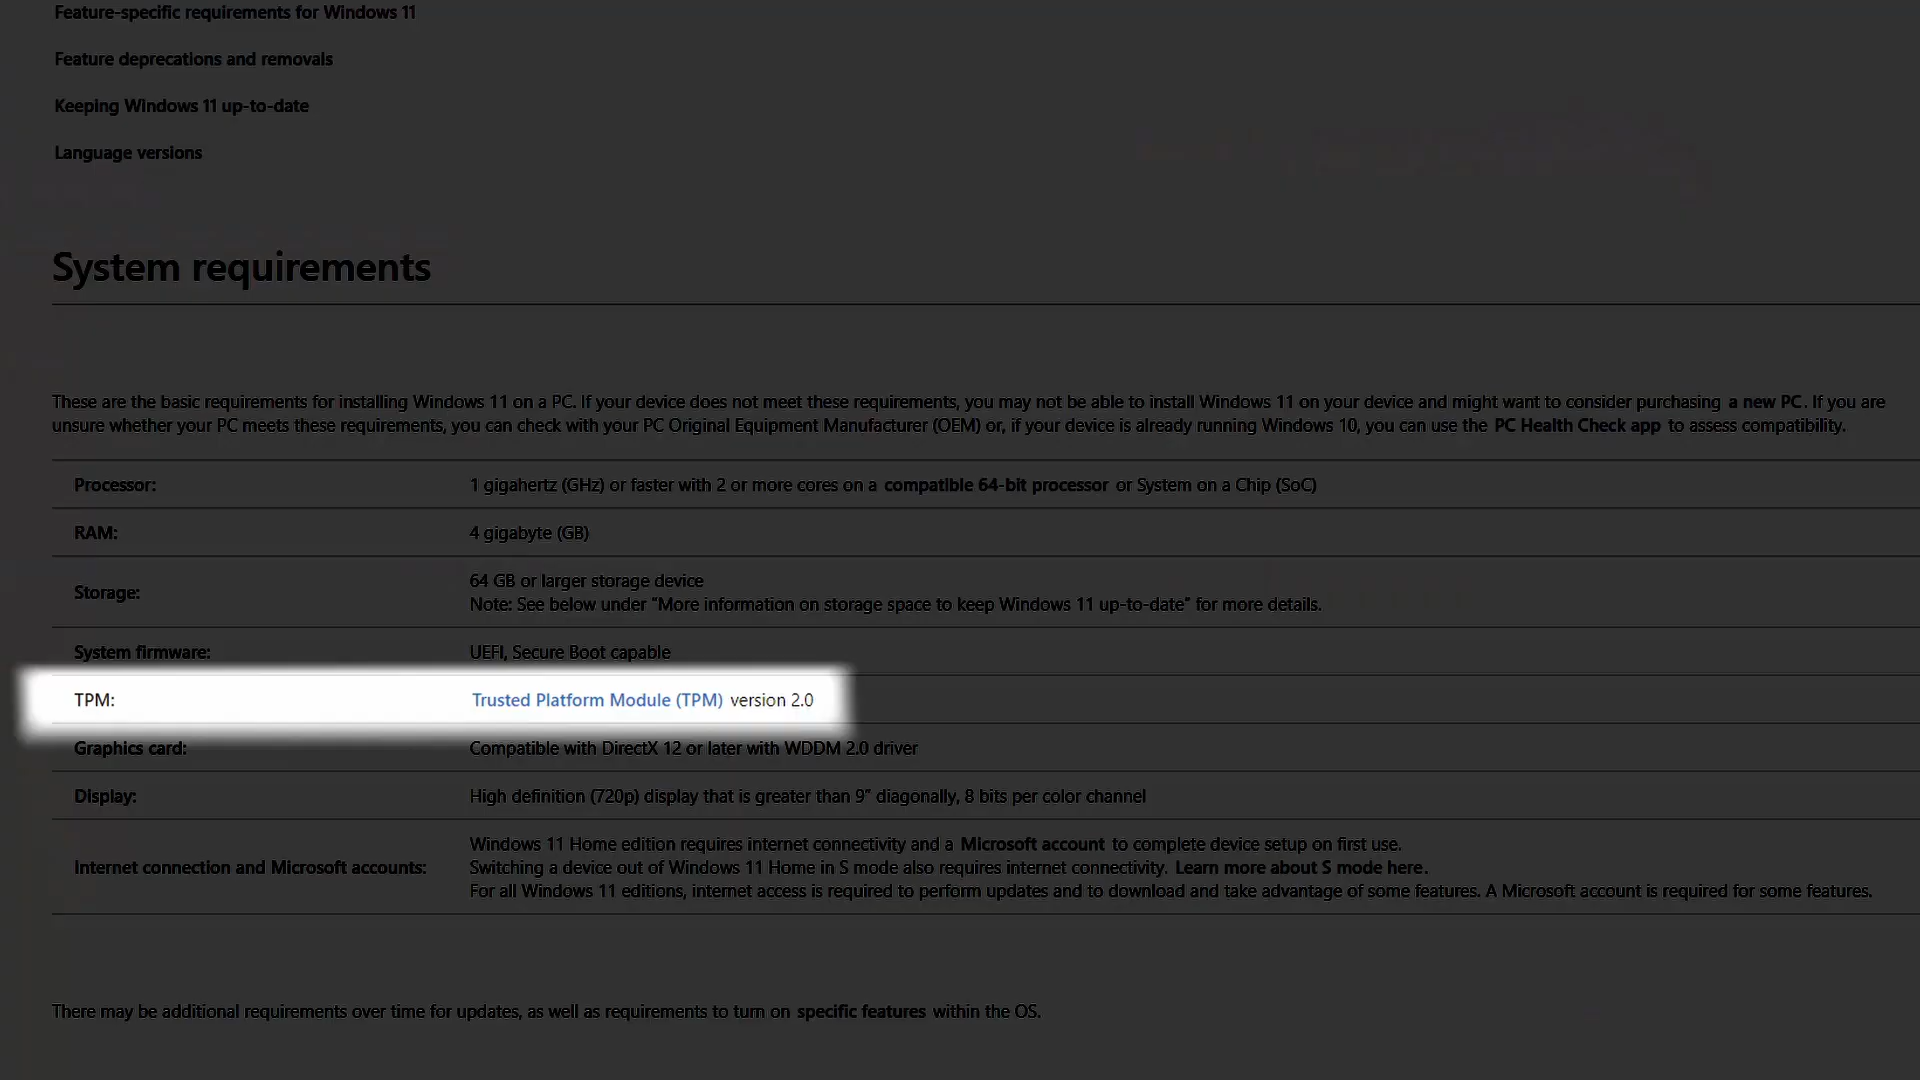 Feature-specific requirements for Windows 11
Feature deprecations and removals
Keeping Windows 11 up-to-date
Language versions
System requirements
These are the basic requirements for installing Windows 11 on a PC. If your device does not meet these requirements, you may not be able to install Windows 11 on your device and might want to consider purchasing a new PC. If you are
unsure whether your PC meets these requirements, you can check with your PC Original Equipment Manufacturer (OEM) or, if your device is already running Windows 10, you can use the PC Health Check app to assess compatibility.
Processor: 1 gigahertz (GHz) or faster with 2 or more cores on a compatible 64-bit processor or System on a Chip (SoC)
RAM: 4 gigabyte (GB)
Storage: 64 GB or larger storage device
Note: See below under “More information on storage space to keep Windows 11 up-to-date” for more details.
System firmware: UEFI, Secure Boot capable
TPM: Trusted Platform Module (TPM) version 2.0
Graphics card: Compatible with DirectX 12 or later with WDDM 2.0 driver
Display: High definition (720p) display that is greater than 9” diagonally, 8 bits per color channel
Internet connection and Microsoft accounts: Windows 11 Home edition requires internet connectivity and a Microsoft account to complete device setup on first use.
Switching a device out of Windows 11 Home in S mode also requires internet connectivity. Learn more about S mode here.
For all Windows 11 editions, internet access is required to perform updates and to download and take advantage of some features. A Microsoft account is required for some features.
There may be additional requirements over time for updates, as well as requirements to turn on specific features within the OS.